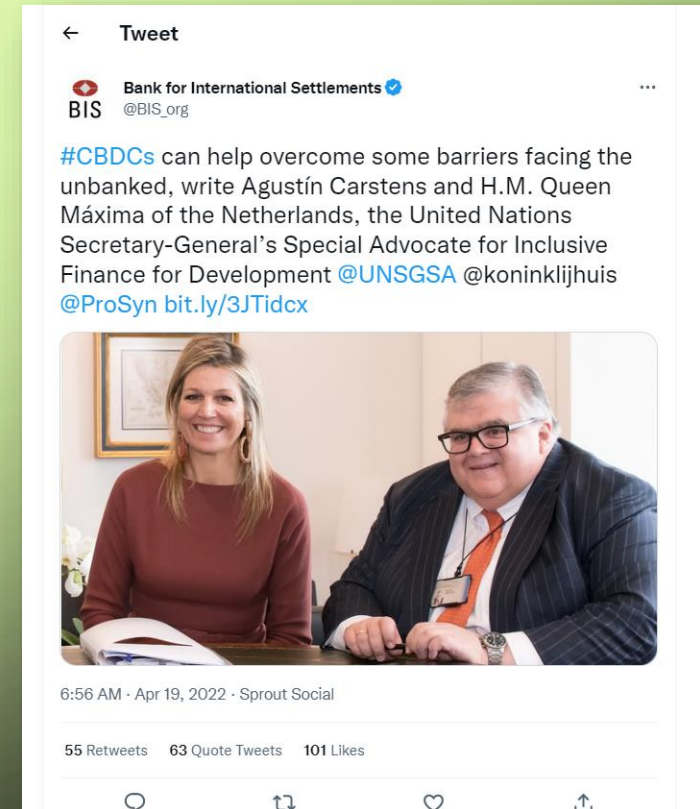 Tweet
Bank for International Settlements
BIS
@BIS_org
#CBDCs can help overcome some barriers facing the
unbanked, write Agustín Carstens and H.M. Queen
Máxima of the Netherlands, the United Nations
Secretary-General’s Special Advocate for Inclusive
Finance for Development @UNSGSA @koninklijhuis
@ProSyn bit.ly/3JTidcx
6:56 AM · Apr 19, 2022 · Sprout Social
55 Retweets 63 Quote Tweets 101 Likes